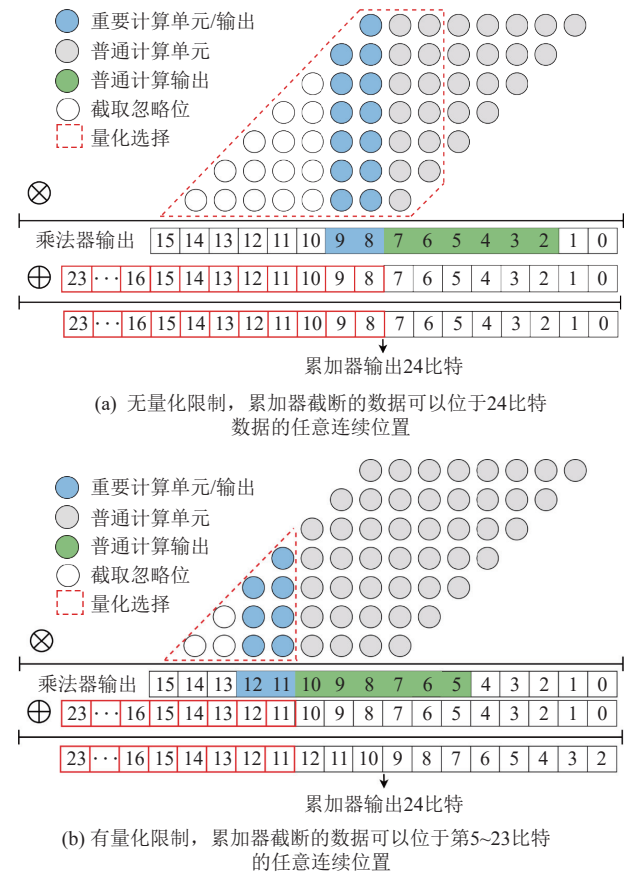 重要计算单元/输出
普通计算单元
普通计算输出
截取忽略位
量化选择
乘法器输出 15 14 13 12 11 10 9 8 7 6 5 4 3 2 1 0
23 ··· 16 15 14 13 12 11 10 9 8 7 6 5 4 3 2 1 0
23 ··· 16 15 14 13 12 11 10 9 8 7 6 5 4 3 2 1 0
累加器输出24比特
(a) 无量化限制，累加器截断的数据可以位于24比特
数据的任意连续位置
重要计算单元/输出
普通计算单元
普通计算输出
截取忽略位
量化选择
乘法器输出 15 14 13 12 11 10 9 8 7 6 5 4 3 2 1 0
23 ··· 16 15 14 13 12 11 10 9 8 7 6 5 4 3 2 1 0
23 ··· 16 15 14 13 12 11 12 11 10 9 8 7 6 5 4 3 2
累加器输出24比特
(b) 有量化限制，累加器截断的数据可以位于第5~23比特
的任意连续位置